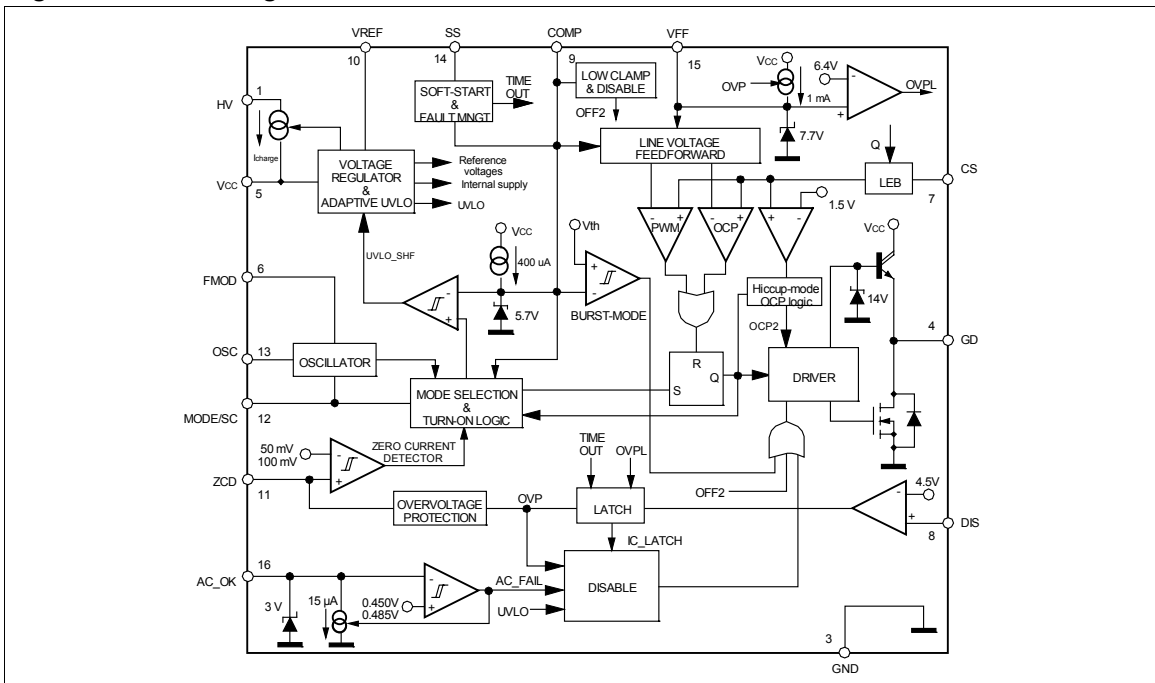 VREF
SS
COMP
VFF
10
14
9
15
HV
1
Icharge
VCC
5
SOFT-START
&
FAULT MNGT
TIME
OUT
LOW CLAMP
& DISABLE
OFF2
VCC
OVP
1 mA
6.4V
-
+
OVPL
7.7V
LINE VOLTAGE
FEEDFORWARD
VOLTAGE
REGULATOR
&
ADAPTIVE UVLO
Reference
voltages
Internal supply
UVLO
Q
LEB
CS
7
- +
PWM
- +
OCP
+ -
1.5 V
UVLO_SHF
VCC
400 uA
5.7V
-
+
Vth
+
-
BURST-MODE
Hiccup-mode
OCP logic
OCP2
VCC
14V
4
GD
6
FMOD
OSC
13
OSCILLATOR
MODE/SC
12
MODE SELECTION
&
TURN-ON LOGIC
R
S
Q
DRIVER
50 mV
100 mV
-
+
ZERO CURRENT
DETECTOR
ZCD
11
OVERVOLTAGE
PROTECTION
OVP
TIME
OUT
OVPL
LATCH
OFF2
4.5V
-
+
DIS
8
IC_LATCH
DISABLE
AC_OK
16
3 V
15 µA
0.450V
0.485V
-
+
AC_FAIL
UVLO
3
GND